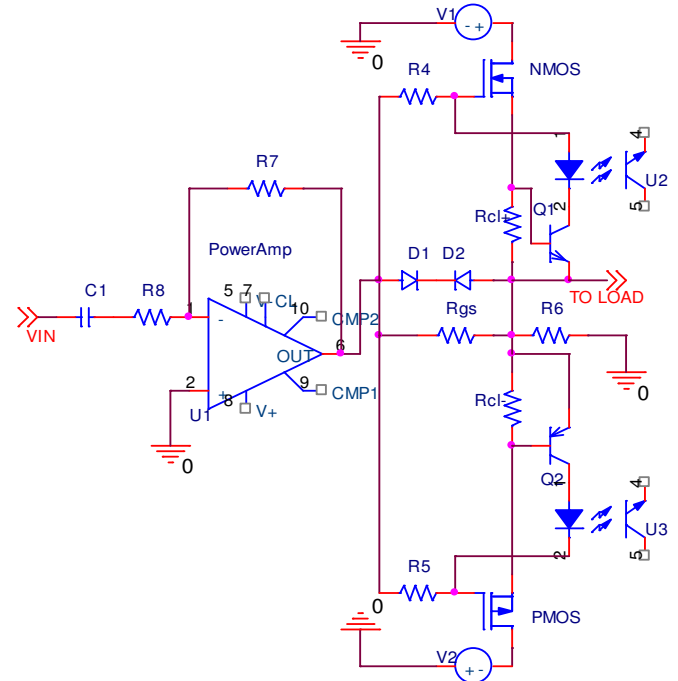 V1
- +
0
R4
NMOS
1
4
U2
2
5
R7
Q1
Rcl+
PowerAmp
D1
D2
C1
R8
5
7
V-
CL
10
CMP2
TO LOAD
VIN
1
-
OUT
6
Rgs
R6
2
+
8
V+
9
CMP1
U1
0
0
Rcl-
Q2
1
4
U3
2
5
R5
0
PMOS
V2
+ -